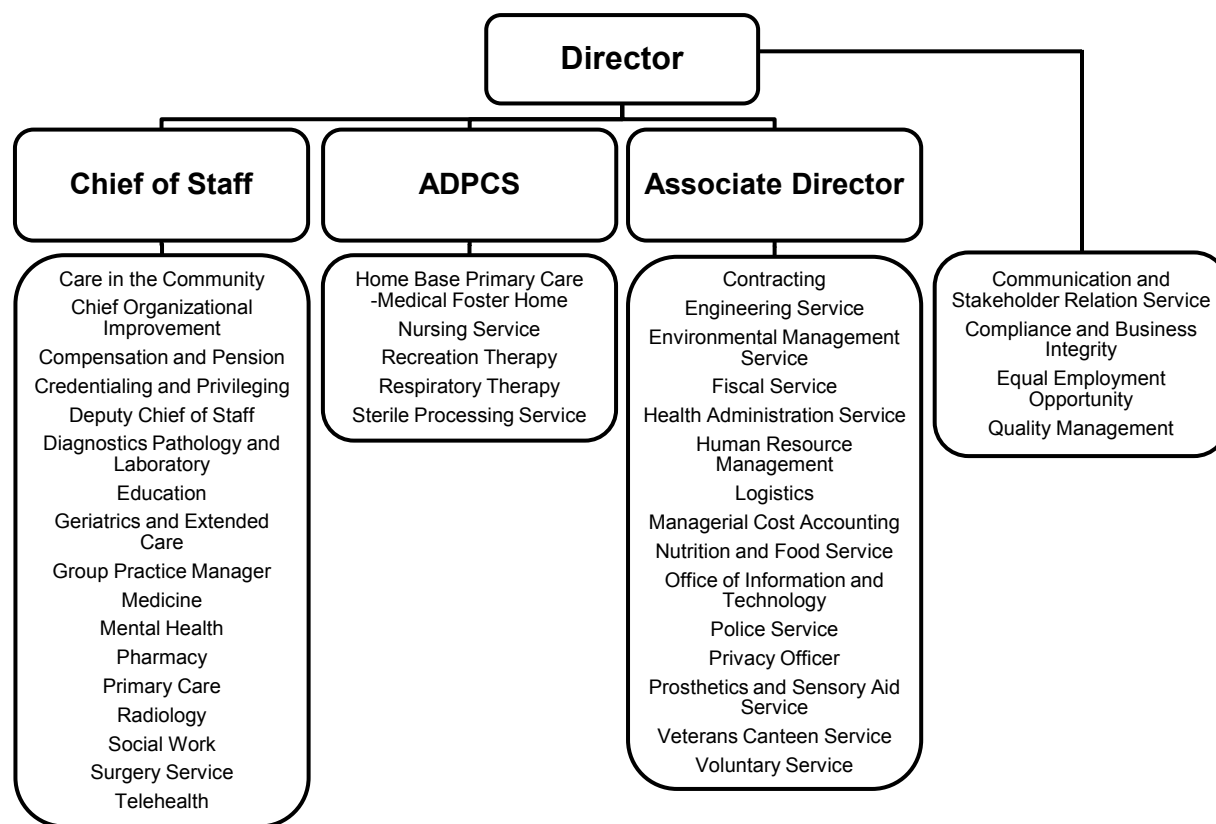 Director
Chief of Staff
ADPCS
Associate Director
Care in the Community
Chief Organizational
Improvement
Compensation and Pension
Credentialing and Privileging
Deputy Chief of Staff
Diagnostics Pathology and
Laboratory
Education
Geriatrics and Extended
Care
Group Practice Manager
Medicine
Mental Health
Pharmacy
Primary Care
Radiology
Social Work
Surgery Service
Telehealth
Home Base Primary Care
-Medical Foster Home
Nursing Service
Recreation Therapy
Respiratory Therapy
Sterile Processing Service
Contracting
Engineering Service
Environmental Management
Service
Fiscal Service
Health Administration Service
Human Resource
Management
Logistics
Managerial Cost Accounting
Nutrition and Food Service
Office of Information and
Technology
Police Service
Privacy Officer
Prosthetics and Sensory Aid
Service
Veterans Canteen Service
Voluntary Service
Communication and
Stakeholder Relation Service
Compliance and Business
Integrity
Equal Employment
Opportunity
Quality Management